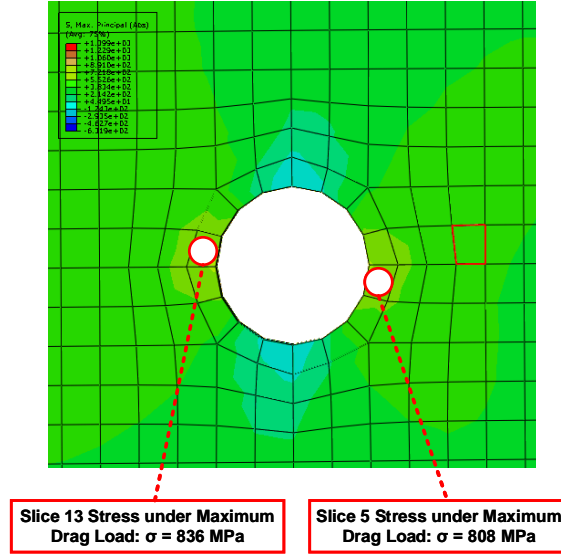 S, Max. Principal (Abs)
(Avg: 75%)
+1.399e+03
+1.229e+03
+1.060e+03
+8.910e+02
+7.218e+02
+5.526e+02
+3.834e+02
+2.142e+02
+4.495e+01
-1.243e+02
-2.935e+02
-4.627e+02
-6.319e+02
Slice 13 Stress under Maximum
Drag Load: σ = 836 MPa
Slice 5 Stress under Maximum
Drag Load: σ = 808 MPa